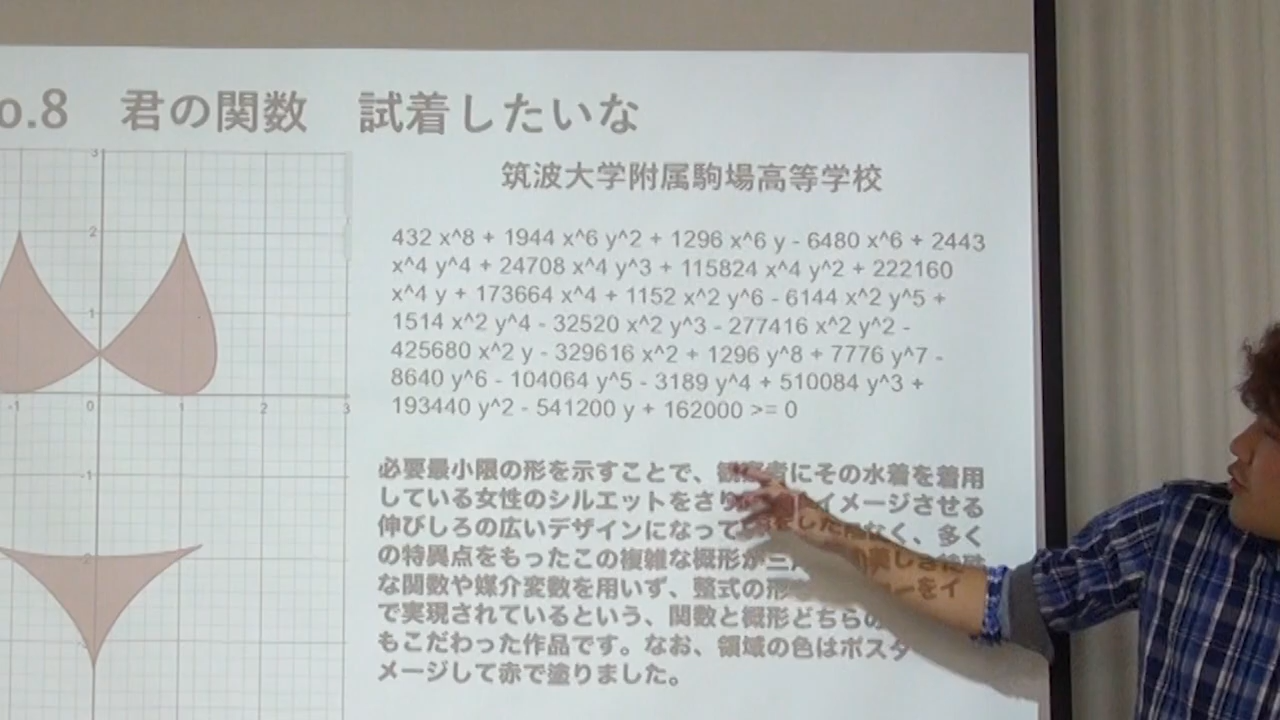 o.8 君の関数 試着したいな
筑波大学附属駒場高等学校
432 x^8 + 1944 x^6 y^2 + 1296 x^6 y - 6480 x^6 + 2443
x^4 y^4 + 24708 x^4 y^3 + 115824 x^4 y^2 + 222160
x^4 y + 173664 x^4 + 1152 x^2 y^6 - 6144 x^2 y^5 +
1514 x^2 y^4 - 32520 x^2 y^3 - 277416 x^2 y^2 -
425680 x^2 y - 329616 x^2 + 1296 y^8 + 7776 y^7 -
8640 y^6 - 104064 y^5 - 3189 y^4 + 510084 y^3 +
193440 y^2 - 541200 y + 162000 >= 0
3
2
1
-1 0 1 2 3
-1
-2
必要最小限の形を示すことで、観察者にその水着を着用
している女性のシルエットをさり イメージさせる
伸びしろの広いデザインになって なく、多く
の特異点をもったこの複雑な概形が三
な関数や媒介変数を用いず、整式の形 ーをイ
で実現されているという、関数と概形どちらの
もこだわった作品です。なお、領域の色はポスタ
メージして赤で塗りました。